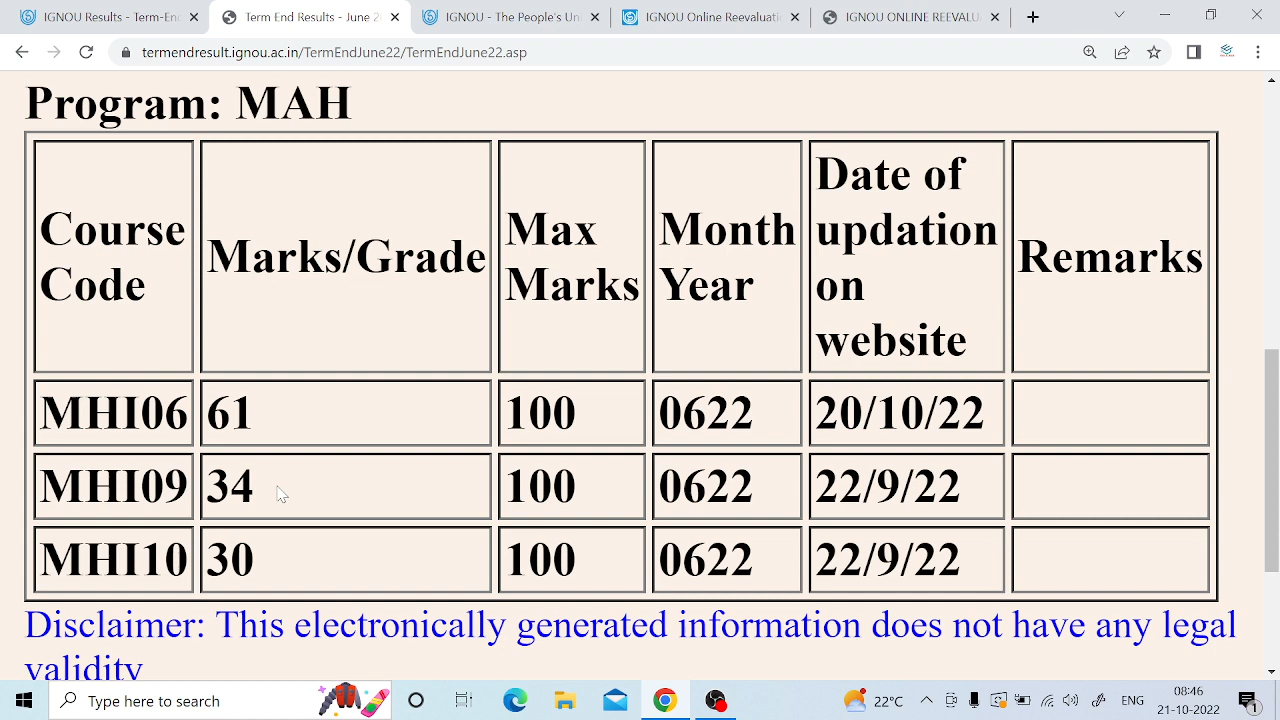 IGNOU Results - Term-End
Term End Results - June 2
IGNOU - The People's Un
IGNOU Online Reevaluati
IGNOU ONLINE REEVALU
termendresult.ignou.ac.in/TermEndJune22/TermEndJune22.asp
Program: MAH
Course Code Marks/Grade Max Marks Month Year Date of updation on website Remarks
MHI06 61 100 0622 20/10/22
MHI09 34 100 0622 22/9/22
MHI10 30 100 0622 22/9/22
Disclaimer: This electronically generated information does not have any legal
validity
Type here to search
22°C
ENG
08:46
21-10-2022
1